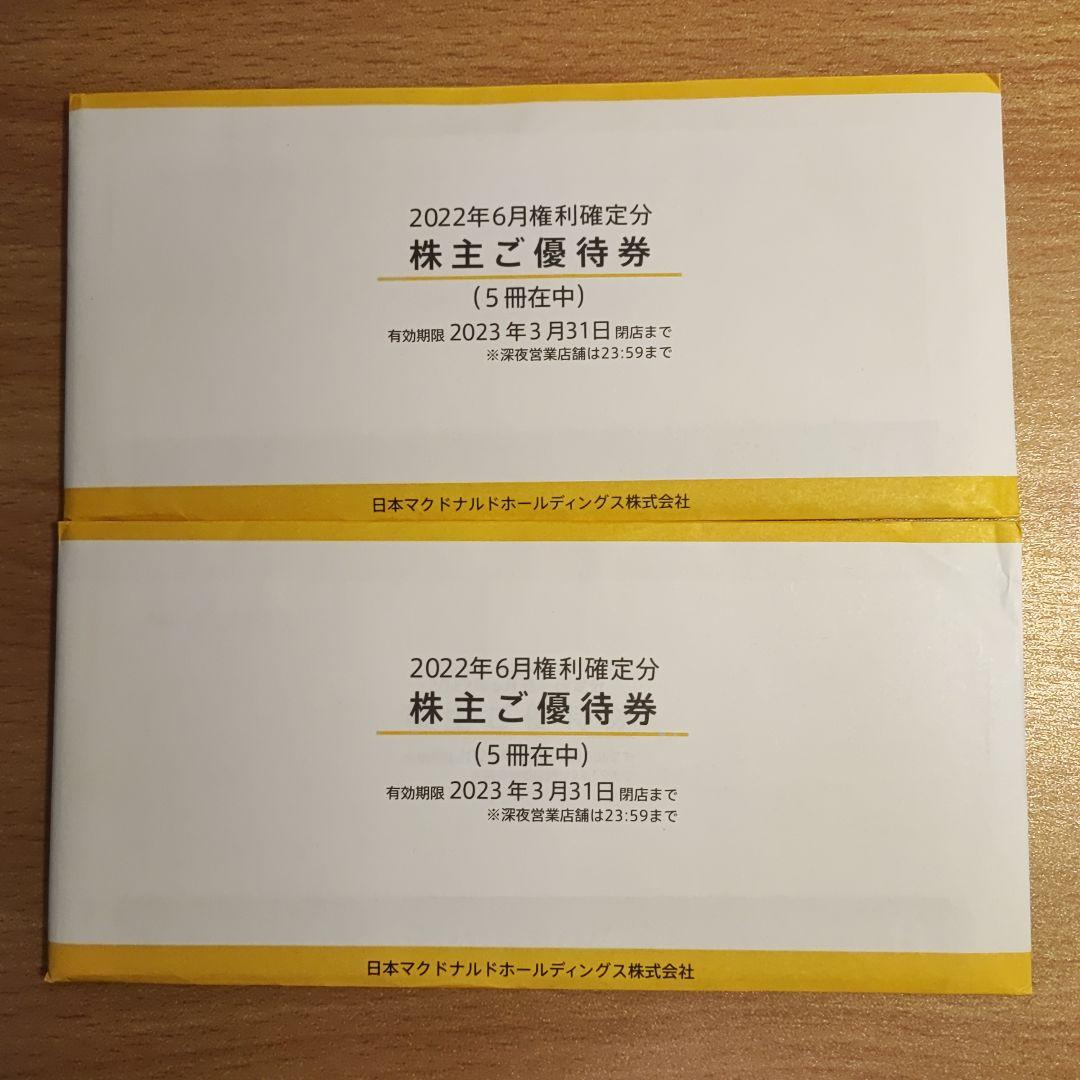 2022年6月権利確定分
株主ご優待券
(5冊在中)
有効期限 2023年3月31日 閉店まで
※深夜営業店舗は23:59まで
日本マクドナルドホールディングス株式会社
2022年6月権利確定分
株主ご優待券
(5冊在中)
有効期限 2023年3月31日 閉店まで
※深夜営業店舗は23:59まで
日本マクドナルドホールディングス株式会社